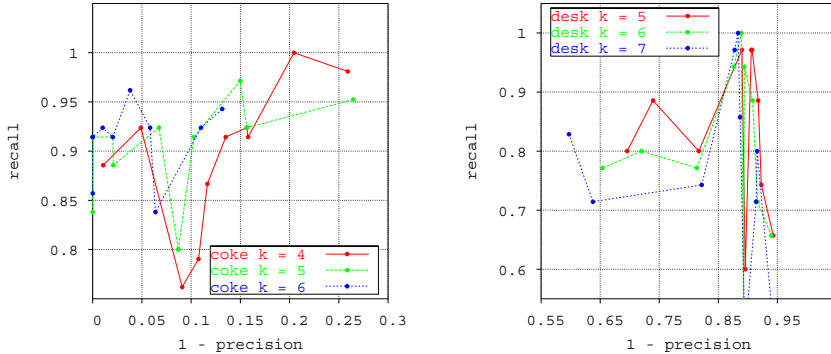 1
0.95
0.9
0.85
0.8
recall
coke k = 4
coke k = 5
coke k = 6
0 0.05 0.1 0.15 0.2 0.25 0.3
1 - precision
desk k = 5
desk k = 6
desk k = 7
1
0.9
0.8
0.7
0.6
recall
0.55 0.65 0.75 0.85 0.95
1 - precision